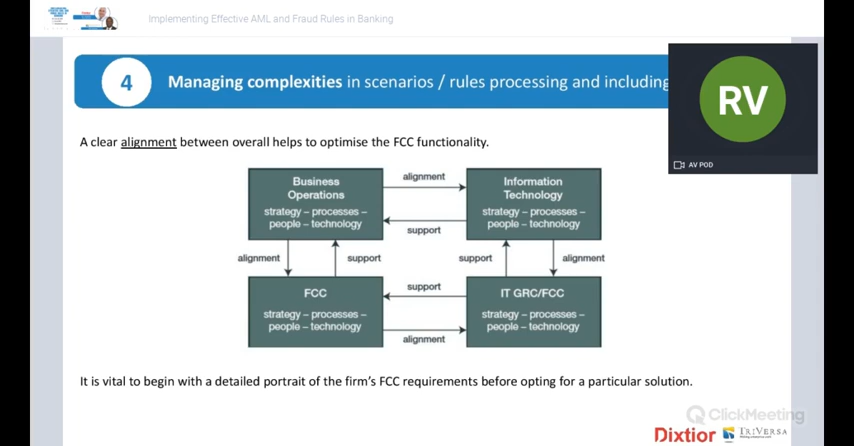 Implementing Effective AML and Fraud Rules in Banking
4 Managing complexities in scenarios / rules processing and including
RV
AV POD
A clear alignment between overall helps to optimise the FCC functionality.
Business
Operations
strategy – processes –
people – technology
alignment
support
Information
Technology
strategy – processes –
people – technology
alignment
support
support
alignment
FCC
strategy – processes –
people – technology
support
alignment
IT GRC/FCC
strategy – processes –
people – technology
It is vital to begin with a detailed portrait of the firm's FCC requirements before opting for a particular solution.
ClickMeeting
Dixtior
TRIVERSA